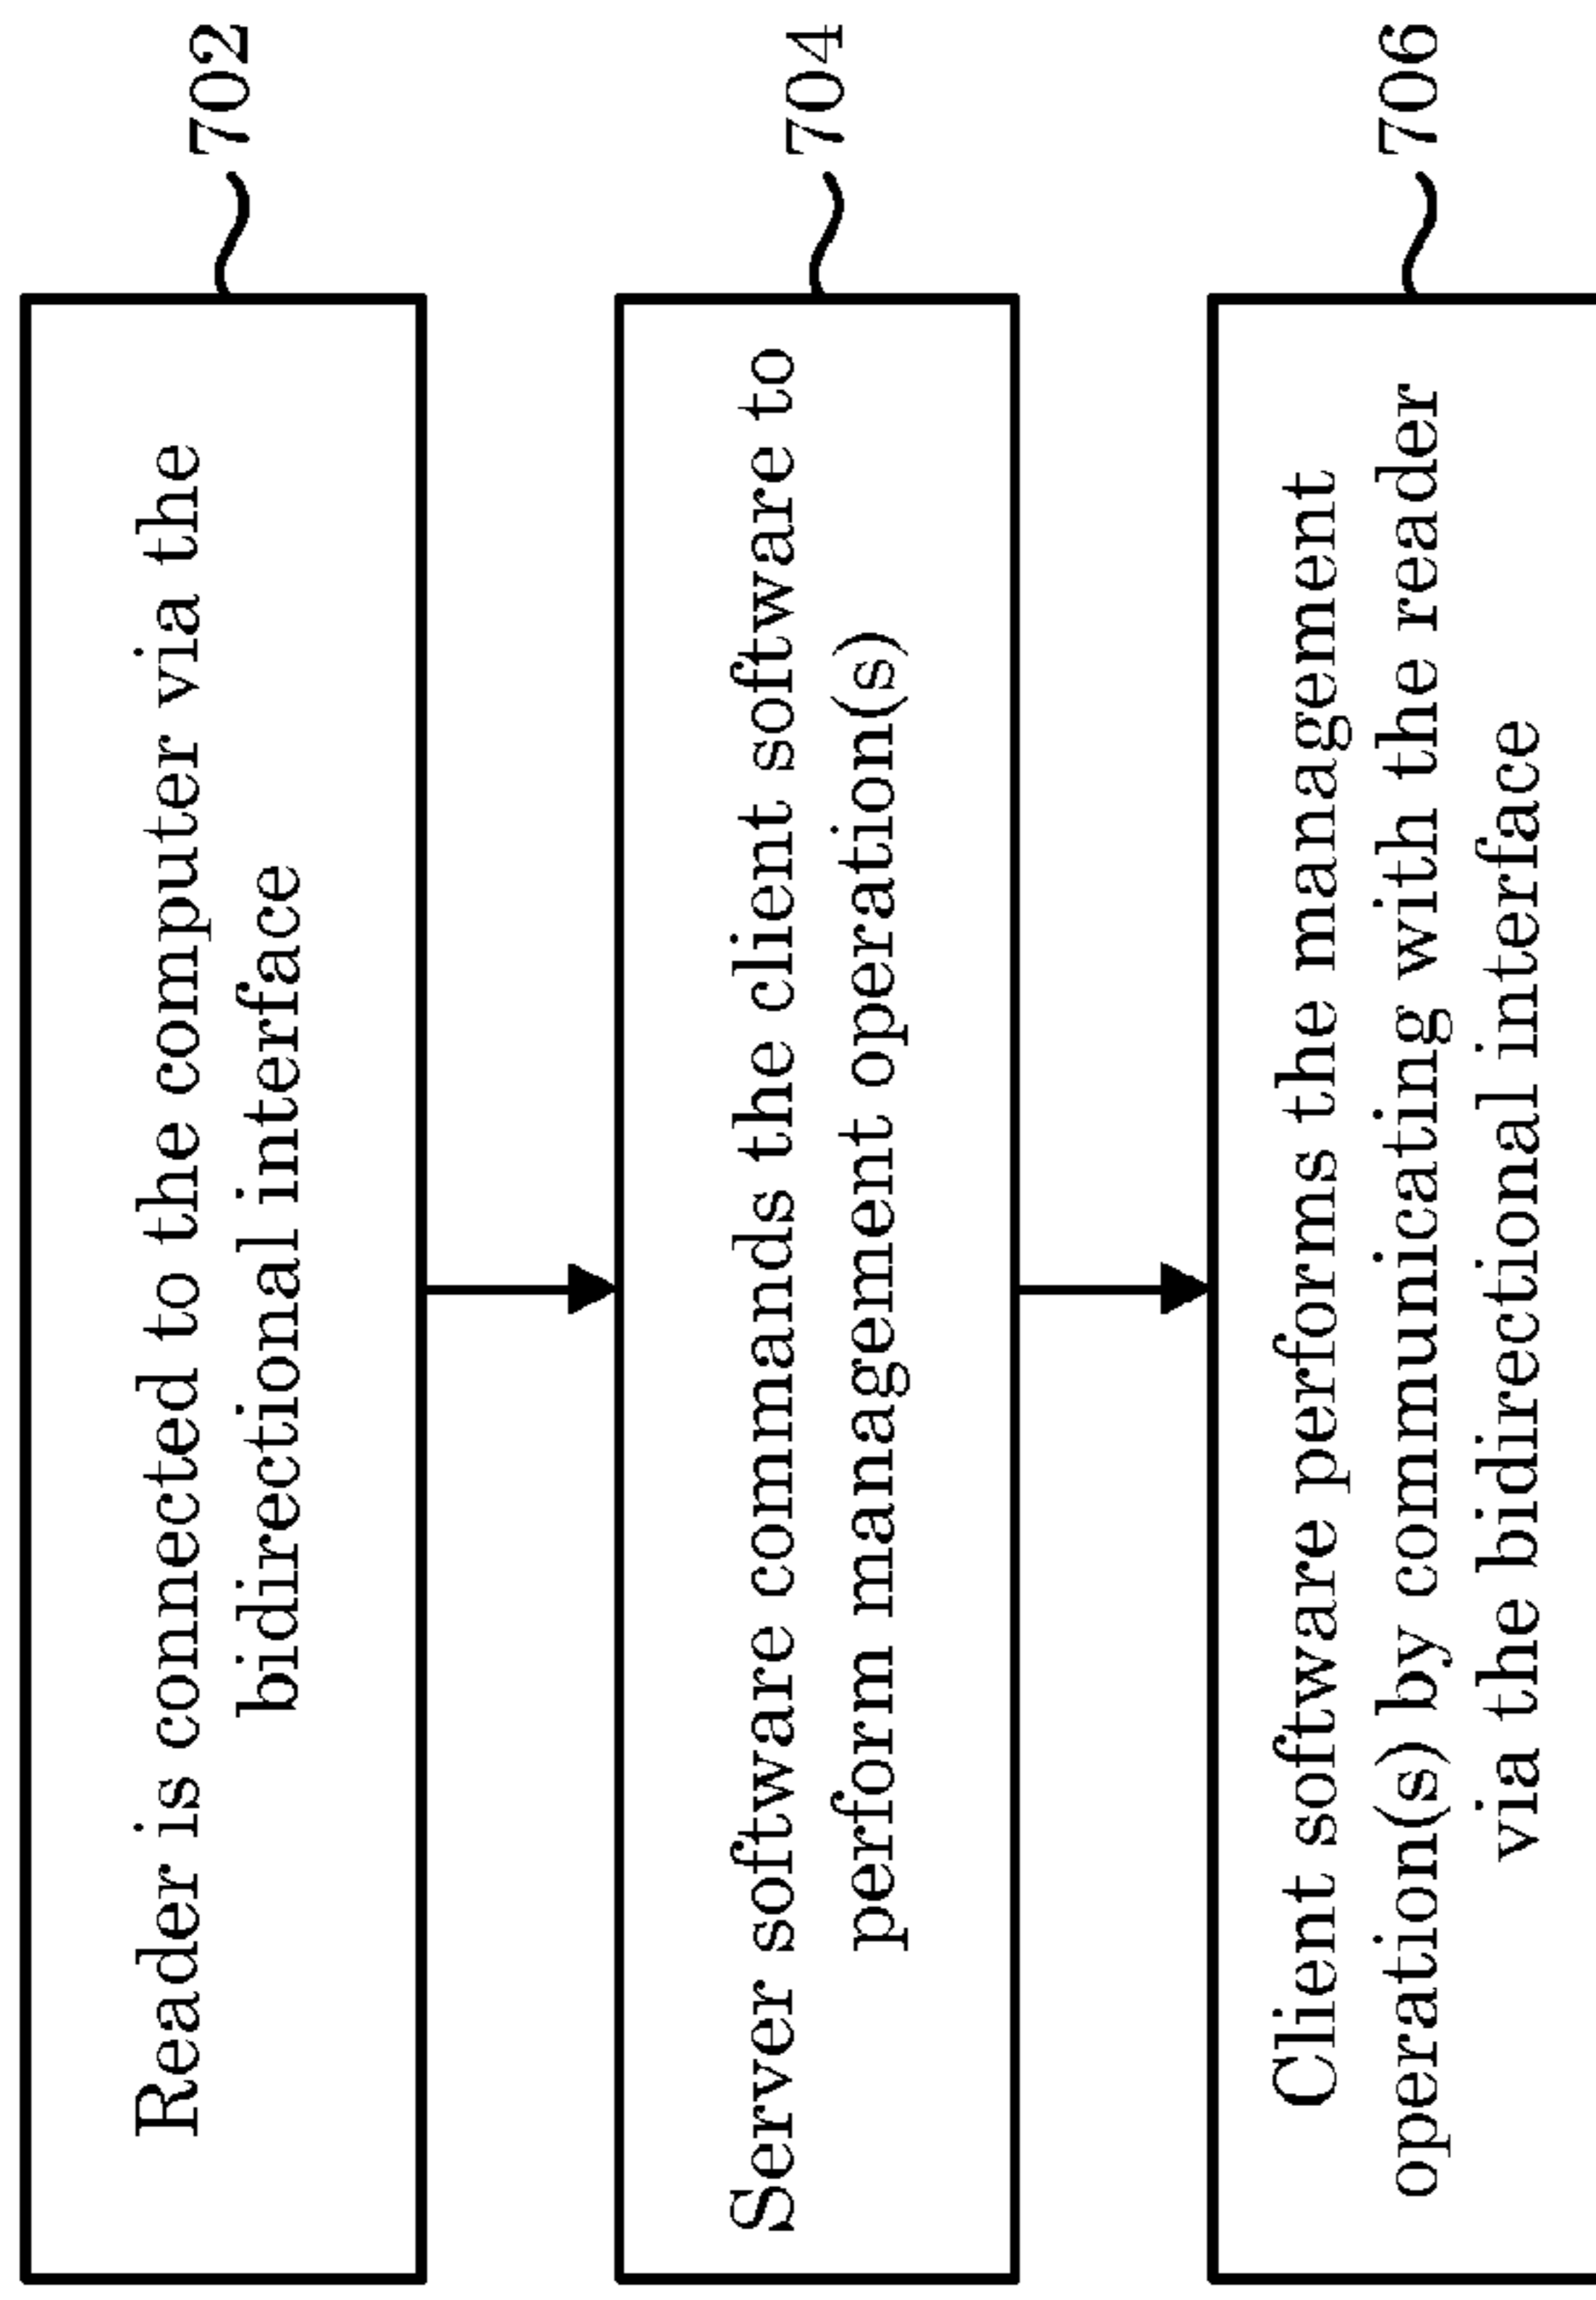 Reader is connected to the computer via the
bidirectional interface
702
Server software commands the client software to
perform management operation(s)
704
Client software performs the management
operation(s) by communicating with the reader
via the bidirectional interface
706